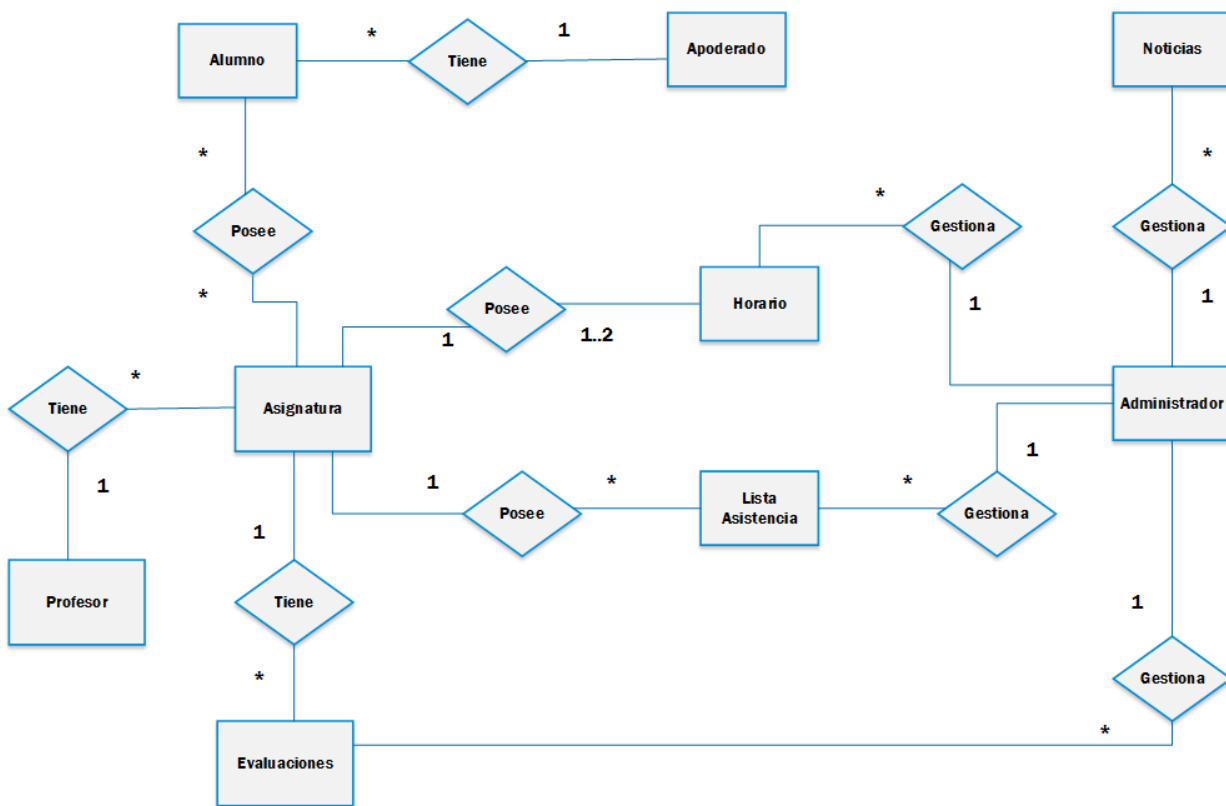 Alumno
*
Tiene
1
Apoderado
Noticias
*
Posee
*
*
Gestiona
1
*
Gestiona
1
Posee
1
1..2
Horario
Tiene
*
1
Asignatura
Administrador
1
Posee
*
Lista
Asistencia
*
Gestiona
1
Profesor
1
Tiene
*
Evaluaciones
1
Gestiona
*